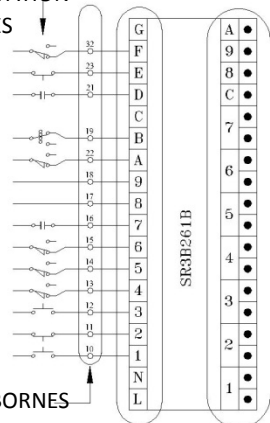 ES
G A
32 F 9
23 E 8
21 D C
C 7
19 B
22 A 6
18 9
17 8 5
16 7
15 6 4
14 5
13 4 3
12 3
11 2 2
10 1
N 1
L
SR3B261B
BORNES